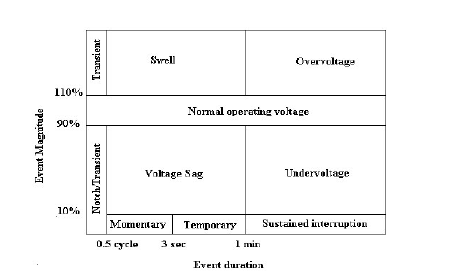 Transient
Swell
Overvoltage
110%
Normal operating voltage
90%
Event Magnitude
Notch/Transient
Voltage Sag
Undervoltage
10%
Momentary
Temporary
Sustained interruption
0.5 cycle
3 sec
1 min
Event duration